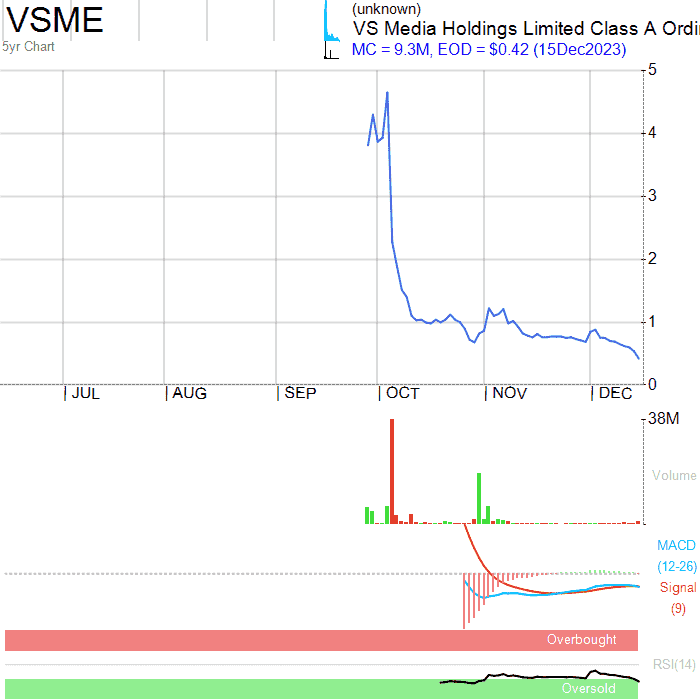 VSME
(unknown)
VS Media Holdings Limited Class A Ordi
5yr Chart
MC = 9.3M, EOD = $0.42 (15Dec2023)
5
4
3
2
1
0
JUL AUG SEP OCT NOV DEC
38M
Volume
MACD
(12-26)
Signal
(9)
Overbought
RSI(14)
Oversold